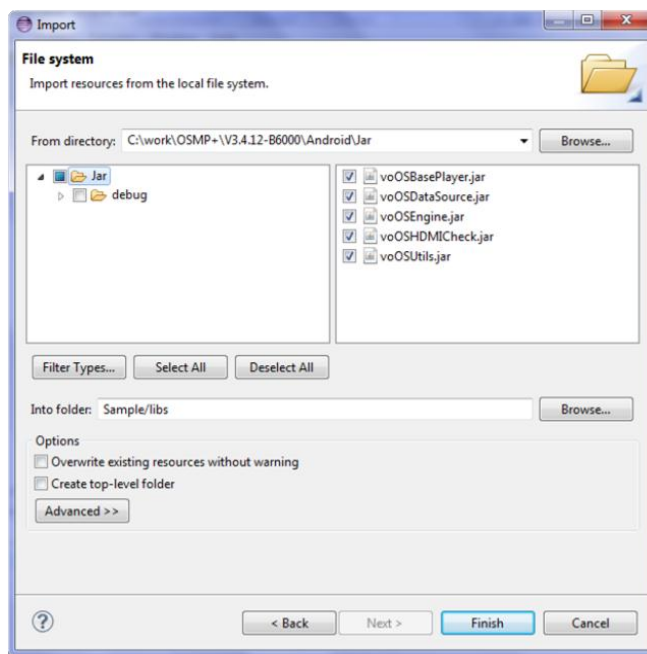 Import
File system
Import resources from the local file system.
From directory: C:\work\OSMP+\V3.4.12-B6000\Android\Jar Browse...
Jar
debug
voOSBasePlayer.jar
voOSDataSource.jar
voOSEngine.jar
voOSHDMICheck.jar
voOSUtils.jar
Filter Types... Select All Deselect All
Into folder: Sample/libs Browse...
Options
Overwrite existing resources without warning
Create top-level folder
Advanced >>
? < Back Next > Finish Cancel